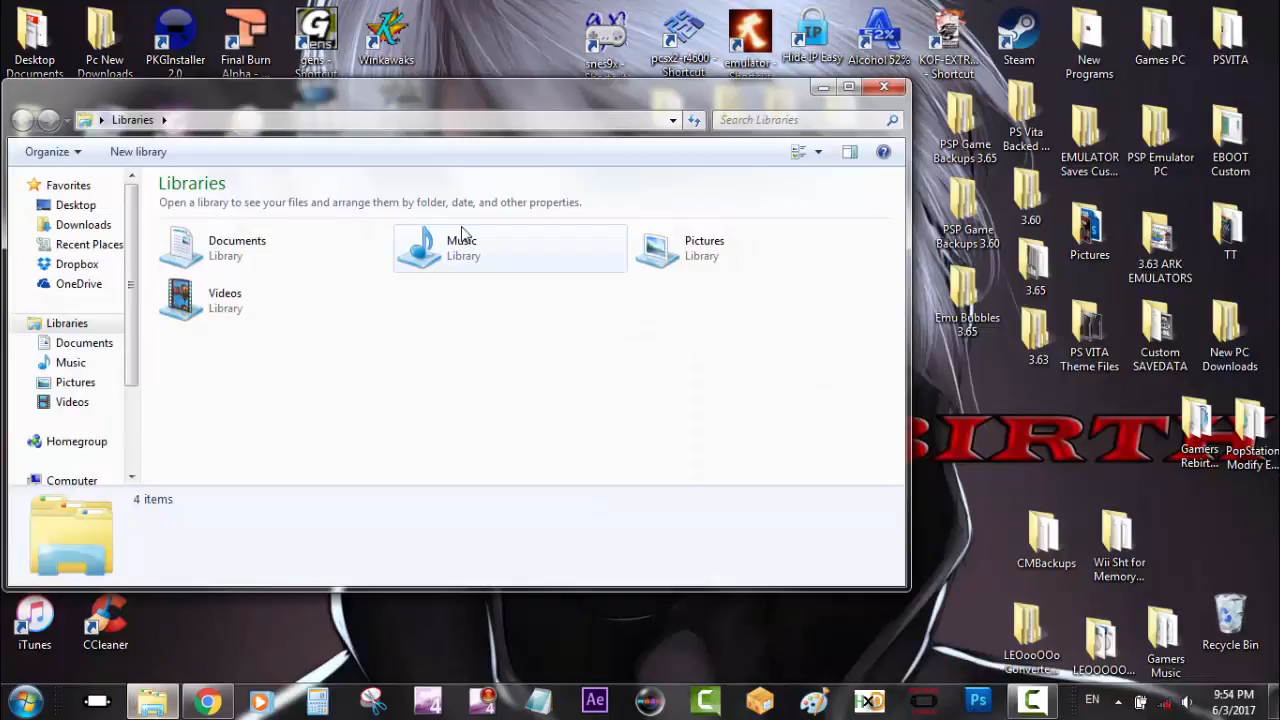 Desktop
Documents
Pc New
Downloads
PKGInstaller
2.0
Final Burn
Alpha - ...
gens -
Shortcut
Winkawaks
snes9x -
Shortcut
pcsx2-r4600 -
Shortcut
emulator -
Shortcut
Hide IP Easy
Alcohol 52%
KOF-EXTR...
- Shortcut
Steam
New
Programs
Games PC
PSVITA
Libraries
Search Libraries
Organize
New library
Favorites
Desktop
Downloads
Recent Places
Dropbox
OneDrive
Libraries
Documents
Music
Pictures
Videos
Homegroup
Computer
Libraries
Open a library to see your files and arrange them by folder, date, and other properties.
Documents
Library
Music
Library
Pictures
Library
Videos
Library
4 items
PSP Game
Backups 3.65
PS Vita
Backed ...
EMULATOR
Saves Cus...
PSP Emulator
PC
EBOOT
Custom
PSP Game
Backups 3.60
3.60
Pictures
3.63 ARK
EMULATORS
TT
3.65
Emu Bubbles
3.65
3.63
PS VITA
Theme Files
Custom
SAVEDATA
New PC
Downloads
BIRTH
Gamers
Rebirt...
PopStation
Modify E...
CMBackups
Wii Sht for
Memory...
LEOooOOo
Converte...
LEOOOOO...
Gamers
Music
Recycle Bin
iTunes
CCleaner
EN
9:54 PM
6/3/2017